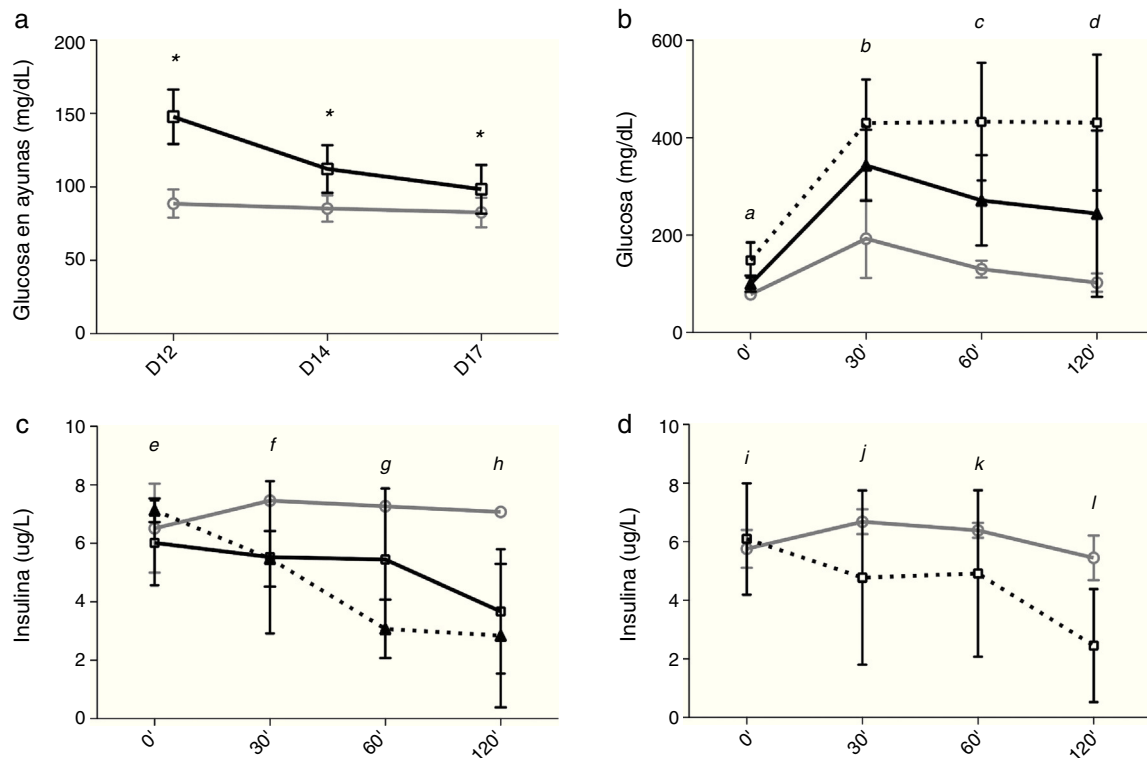 a
Glucosa en ayunas (mg/dL)
200
150
100
50
0
*
*
*
D12
D14
D17
b
Glucosa (mg/dL)
600
400
200
0
a
b
c
d
0'
30'
60'
120'
c
Insulina (ug/L)
10
8
6
4
2
0
e
f
g
h
0'
30'
60'
120'
d
Insulina (ug/L)
10
8
6
4
2
0
i
j
k
l
0'
30'
60'
120'